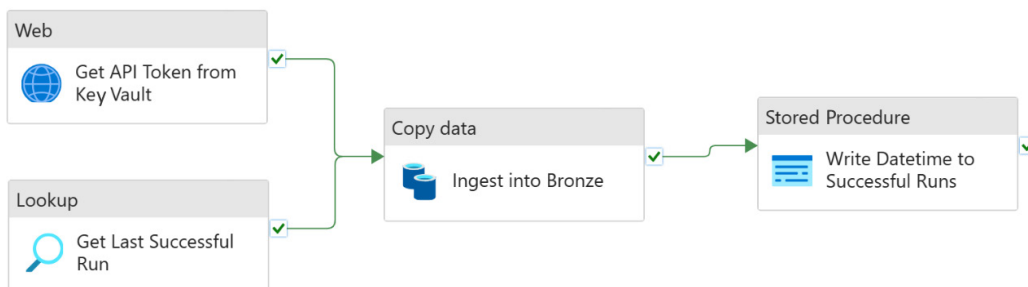 Web
Get API Token from
Key Vault
Lookup
Get Last Successful
Run
Copy data
Ingest into Bronze
Stored Procedure
Write Datetime to
Successful Runs